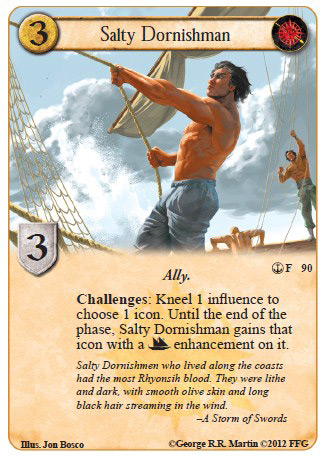 3 Salty Dornishman
3
Ally.
F 90
Challenges: Kneel 1 influence to
choose 1 icon. Until the end of the
phase, Salty Dornishman gains that
icon with a enhancement on it.
Salty Dornishmen who lived along the coasts
had the most Rhyonsih blood. They were lithe
and dark, with smooth olive skin and long
black hair streaming in the wind.
–A Storm of Swords
Illus. Jon Bosco ©George R.R. Martin ©2012 FFG